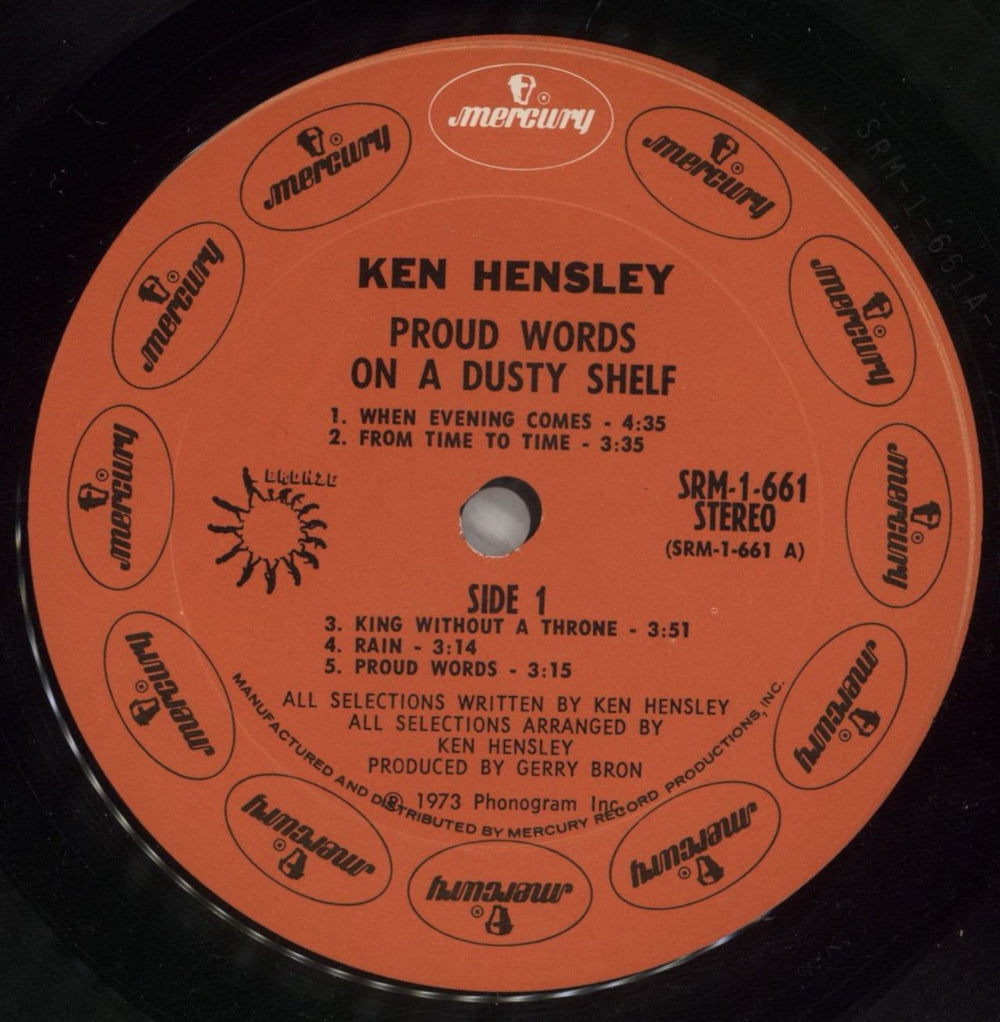 mercury
mercury
mercury
mercury
mercury
mercury
mercury
mercury
mercury
mercury
mercury
mercury
KEN HENSLEY
PROUD WORDS
ON A DUSTY SHELF
1. WHEN EVENING COMES - 4:35
2. FROM TIME TO TIME - 3:35
BRONZE
SRM-1-661
STEREO
(SRM-1-661 A)
SIDE 1
3. KING WITHOUT A THRONE - 3:51
4. RAIN - 3:14
5. PROUD WORDS - 3:15
ALL SELECTIONS WRITTEN BY KEN HENSLEY
ALL SELECTIONS ARRANGED BY
KEN HENSLEY
PRODUCED BY GERRY BRON
℗ 1973 Phonogram Inc.
MANUFACTURED AND DISTRIBUTED BY MERCURY RECORD PRODUCTIONS, INC.
SRM-1-661A-